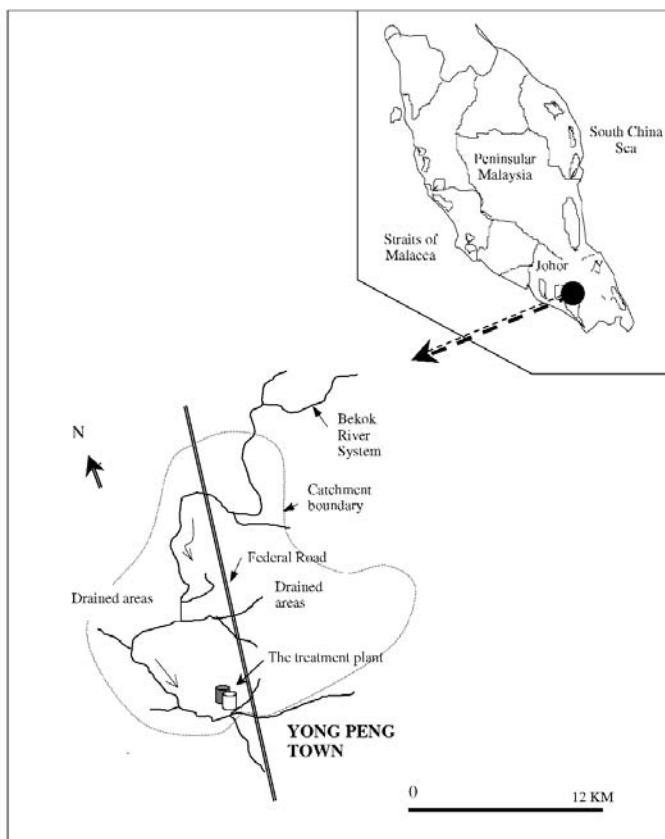 South China
Sea
Peninsular
Malaysia
Straits of
Malacca
Johor
N
Bekok
River
System
Catchment
boundary
Federal Road
Drained areas
Drained
areas
The treatment plant
YONG PENG
TOWN
0
12 KM